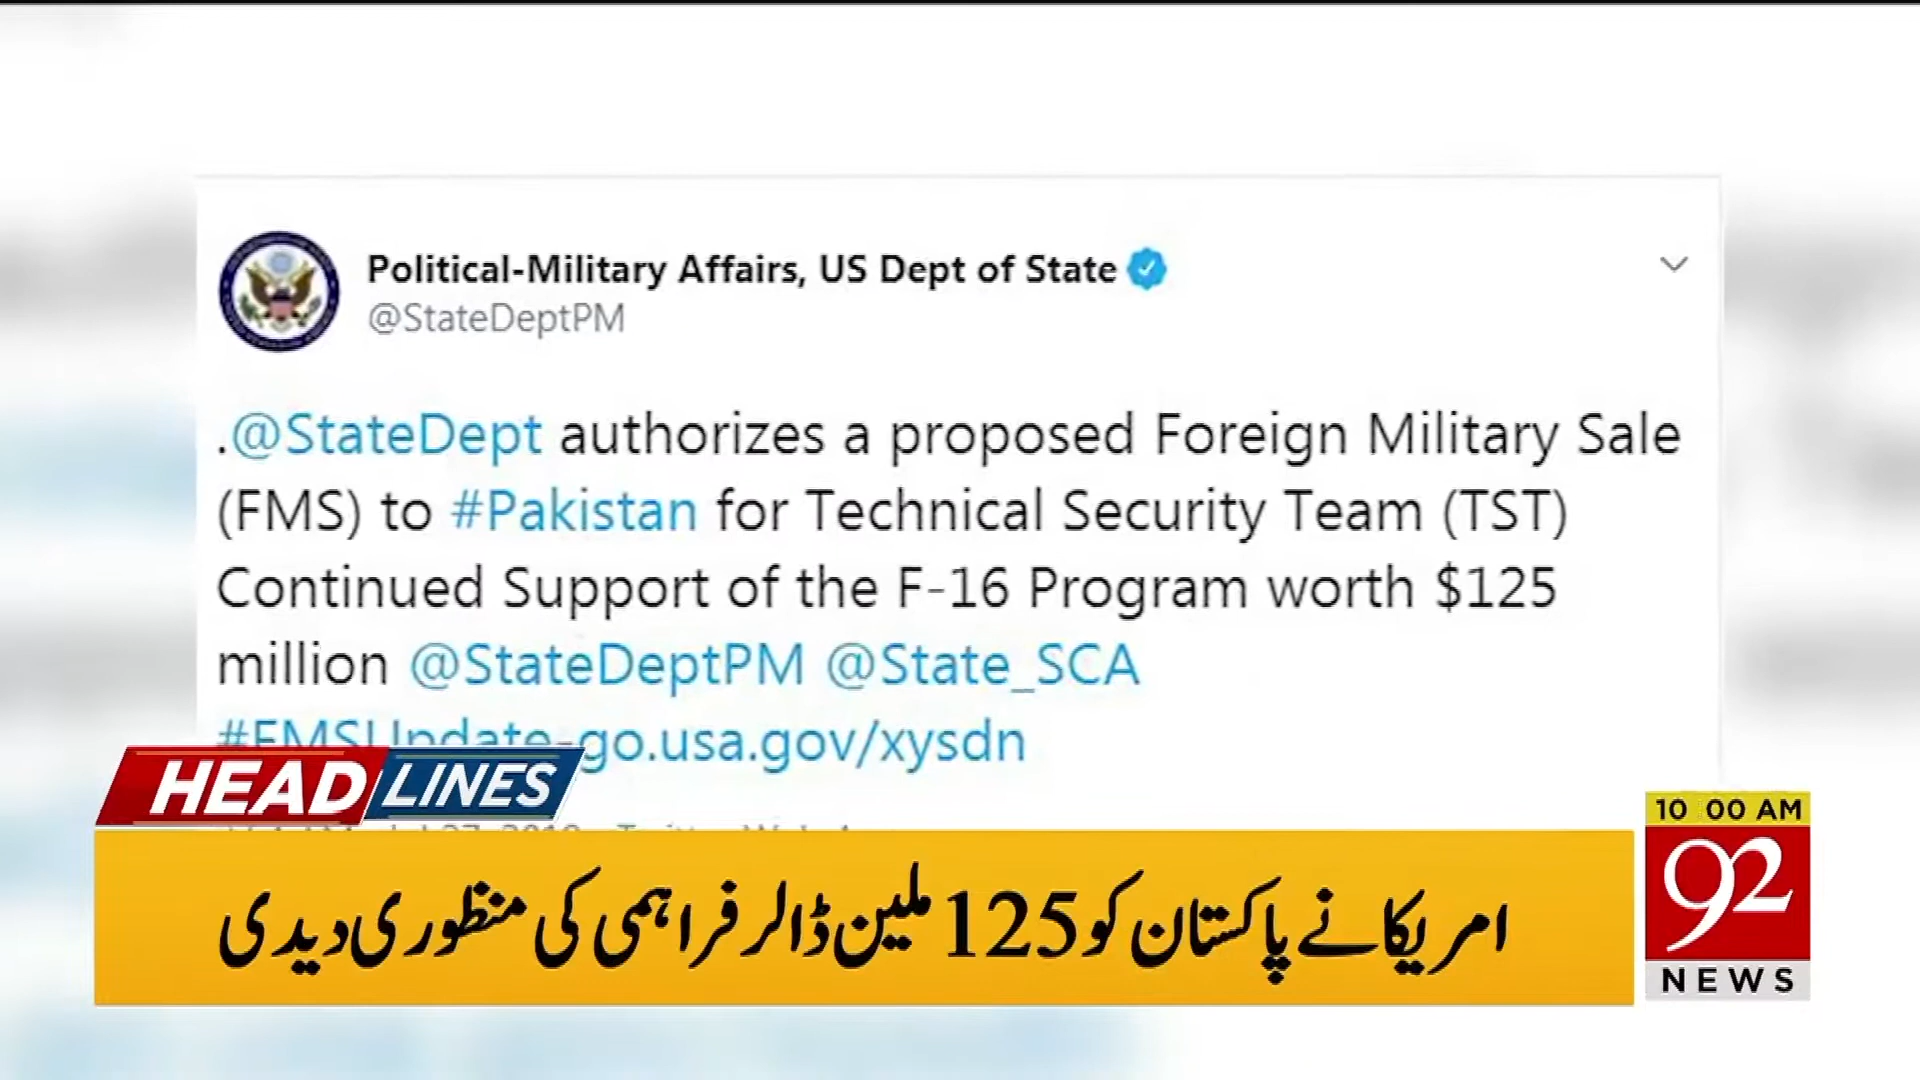 Political-Military Affairs, US Dept of State
@StateDeptPM
.@StateDept authorizes a proposed Foreign Military Sale
(FMS) to #Pakistan for Technical Security Team (TST)
Continued Support of the F-16 Program worth $125
million @StateDeptPM @State_SCA
#FMSUpdate-go.usa.gov/xysdn
HEADLINES
امریکا نے پاکستان کو 125 ملین ڈالر فراہمی کی منظوری دیدی
10 00 AM
92
NEWS